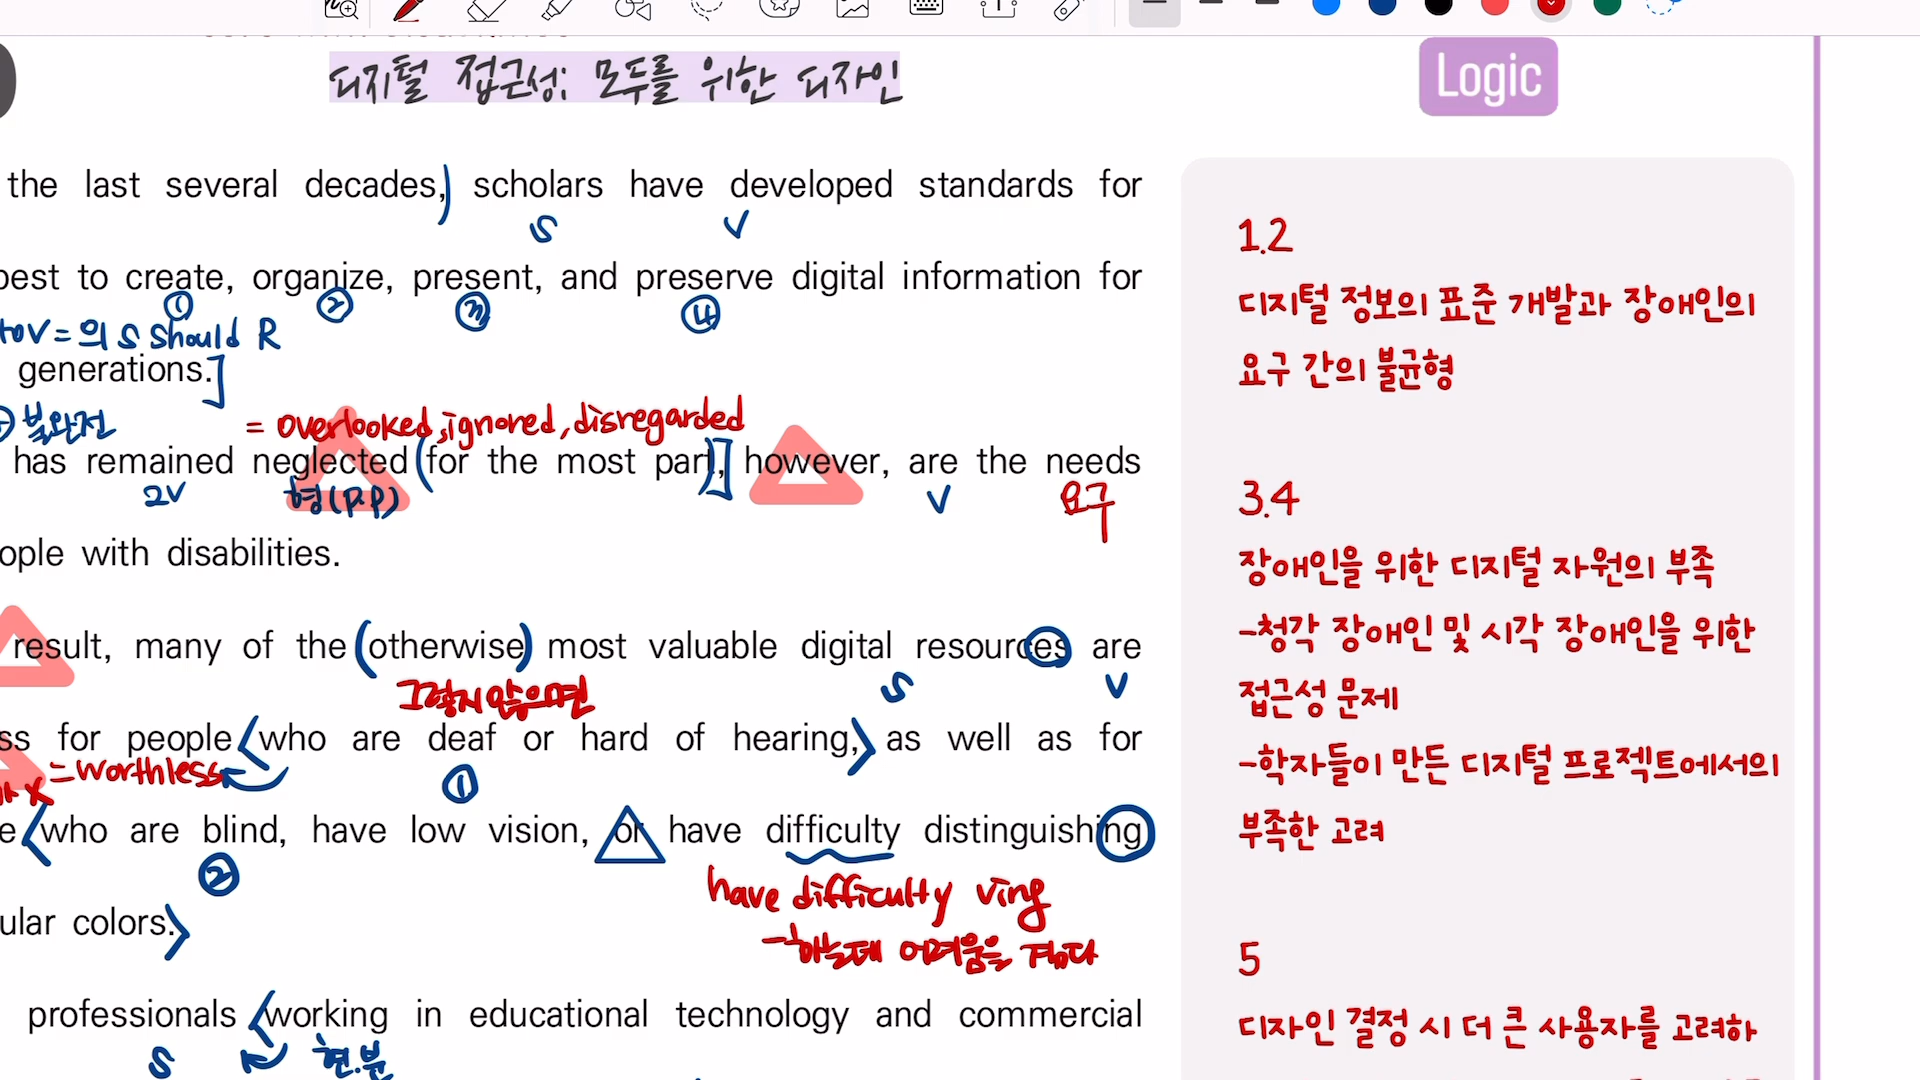 디지털 접근성: 모두를 위한 디자인
Logic
the last several decades, scholars have developed standards for
S V
best to create, organize, present, and preserve digital information for
① ② ③ ④
toV = 의 S should R
generations.]
불완전
= overlooked, ignored, disregarded
has remained neglected (for the most part,)] however, are the needs
2V 형(P.P) V 요구
ople with disabilities.
result, many of the (otherwise) most valuable digital resources are
그렇지 않으면 S V
ss for people <who are deaf or hard of hearing,> as well as for
= worthless ①
e <who are blind, have low vision, or have difficulty distinguishing
② have difficulty ving
ular colors.>
-하는데 어려움을 겪다
professionals <working in educational technology and commercial
S 현.분
1.2
디지털 정보의 표준 개발과 장애인의
요구 간의 불균형
3.4
장애인을 위한 디지털 자원의 부족
-청각 장애인 및 시각 장애인을 위한
접근성 문제
-학자들이 만든 디지털 프로젝트에서의
부족한 고려
5
디자인 결정 시 더 큰 사용자를 고려하